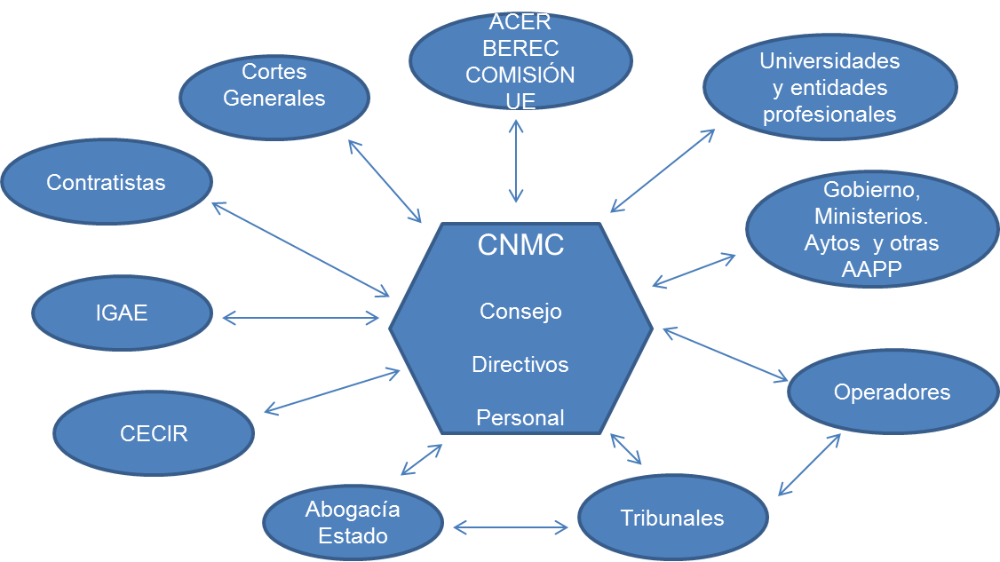 ACER
BEREC
COMISIÓN
UE
Cortes
Generales
Universidades
y entidades
profesionales
Contratistas
Gobierno,
Ministerios.
Aytos y otras
AAPP
CNMC
Consejo
Directivos
Personal
IGAE
Operadores
CECIR
Abogacía
Estado
Tribunales